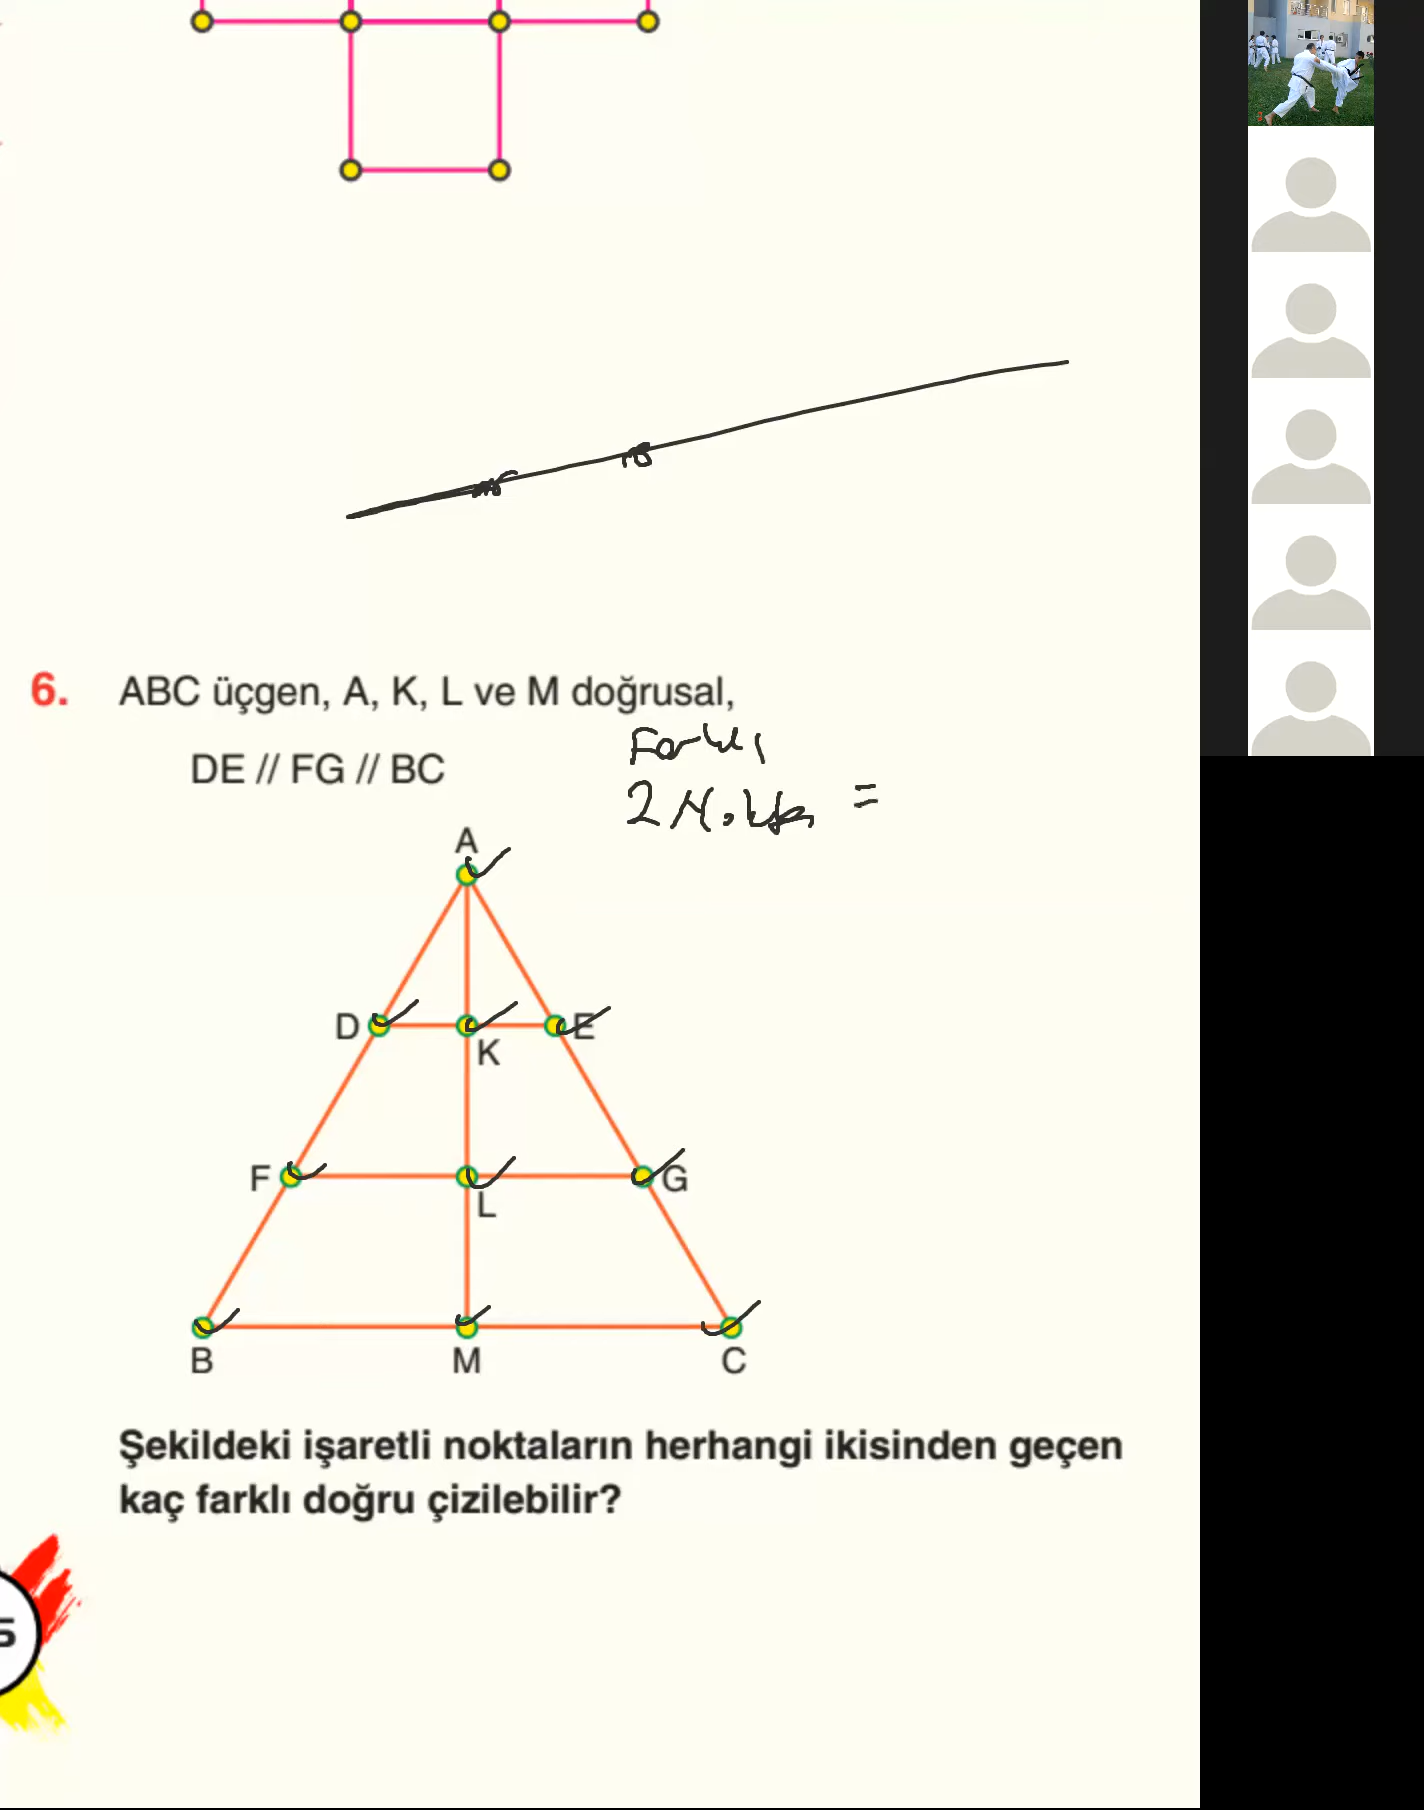 6. ABC üçgen, A, K, L ve M doğrusal,
Farklı
DE // FG // BC
2 Nokta =
A
D
K
E
F
L
G
B
M
C
Şekildeki işaretli noktaların herhangi ikisinden geçen
kaç farklı doğru çizilebilir?
5